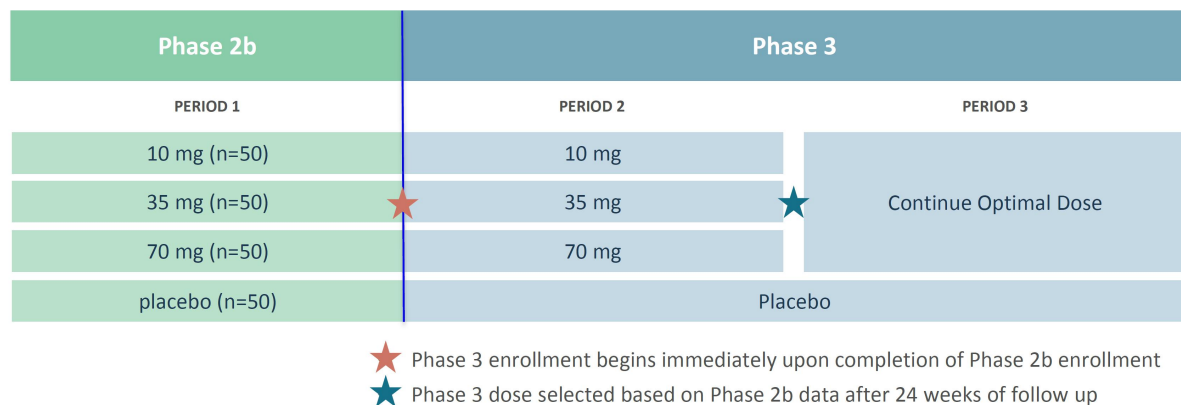 Phase 2b
Phase 3
PERIOD 1
PERIOD 2
PERIOD 3
10 mg (n=50)
10 mg
35 mg (n=50)
35 mg
Continue Optimal Dose
70 mg (n=50)
70 mg
placebo (n=50)
Placebo
Phase 3 enrollment begins immediately upon completion of Phase 2b enrollment
Phase 3 dose selected based on Phase 2b data after 24 weeks of follow up